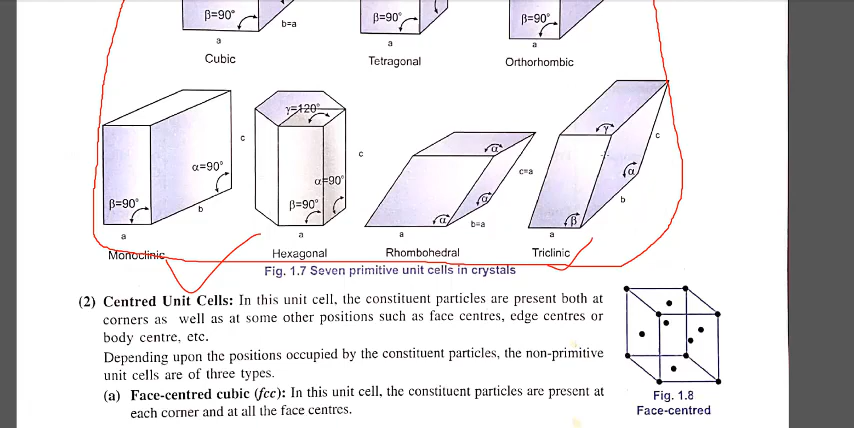 β=90°
b=a
a
Cubic
β=90°
a
Tetragonal
β=90°
a
Orthorhombic
c
α=90°
β=90°
b
a
Monoclinic
γ=120°
c
α=90°
β=90°
a
Hexagonal
α
α
α
c=a
b=a
a
Rhombohedral
γ
c
α
β
b
a
Triclinic
Fig. 1.7 Seven primitive unit cells in crystals
(2) Centred Unit Cells: In this unit cell, the constituent particles are present both at
corners as well as at some other positions such as face centres, edge centres or
body centre, etc.
Depending upon the positions occupied by the constituent particles, the non-primitive
unit cells are of three types.
(a) Face-centred cubic (fcc): In this unit cell, the constituent particles are present at
each corner and at all the face centres.
Fig. 1.8
Face-centred